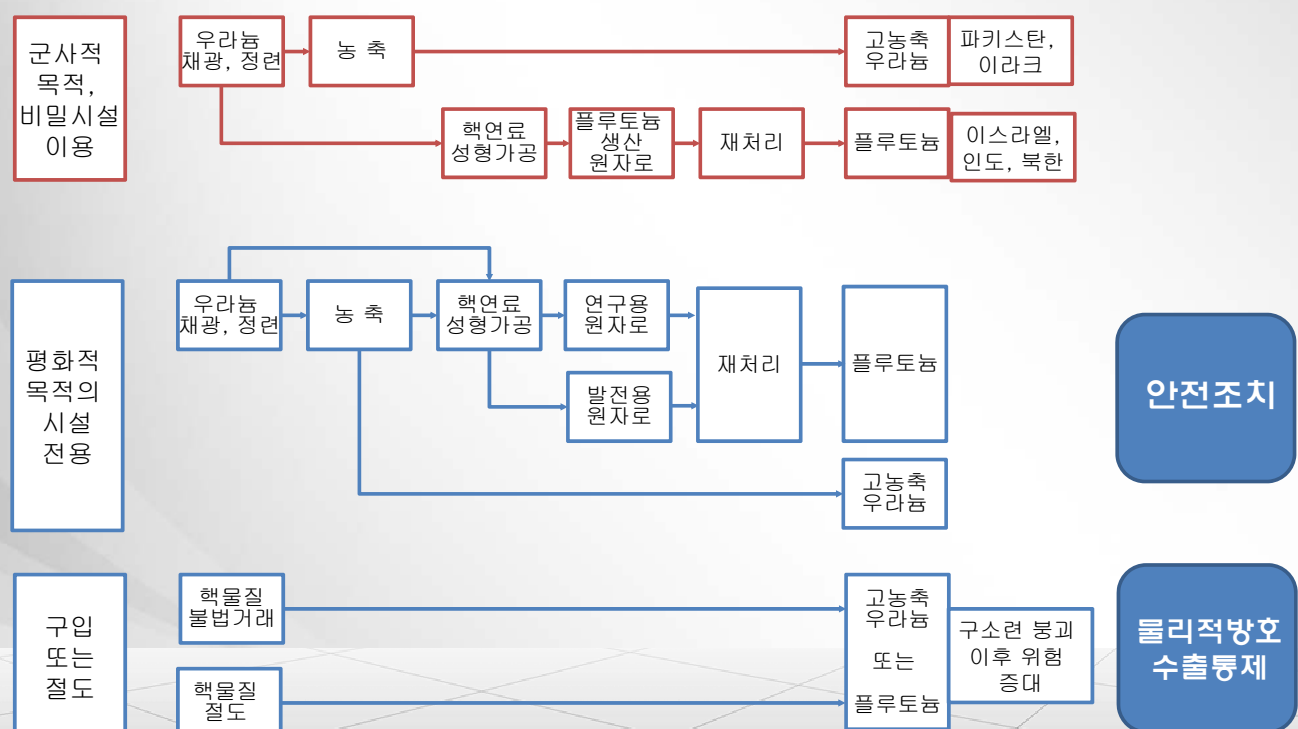 군사적
목적,
비밀시설
이용
우라늄
채광, 정련
농 축
고농축
우라늄
파키스탄,
이라크
핵연료
성형가공
플루토늄
생산
원자로
재처리
플루토늄
이스라엘,
인도, 북한
평화적
목적의
시설
전용
우라늄
채광, 정련
농 축
핵연료
성형가공
연구용
원자로
발전용
원자로
재처리
플루토늄
고농축
우라늄
안전조치
구입
또는
절도
핵물질
불법거래
핵물질
절도
고농축
우라늄
또는
플루토늄
구소련 붕괴
이후 위험
증대
물리적방호
수출통제